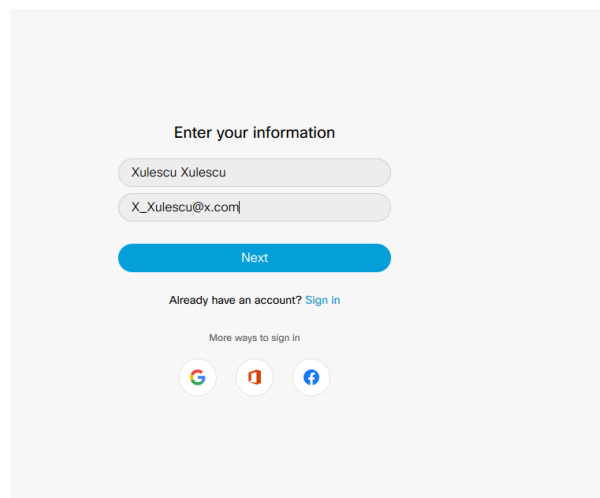 Enter your information
Xulescu Xulescu
X_Xulescu@x.com
Next
Already have an account? Sign in
More ways to sign in